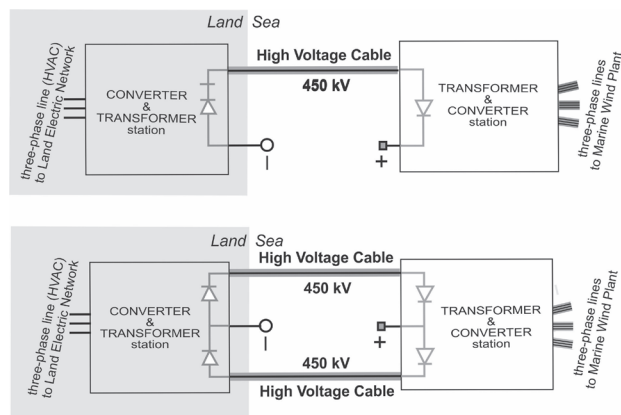 Land Sea
High Voltage Cable
450 kV
three-phase line (HVAC)
to Land Electric Network
CONVERTER
&
TRANSFORMER
station
I
+
TRANSFORMER
&
CONVERTER
station
three-phase lines
to Marine Wind Plant
Land Sea
High Voltage Cable
450 kV
three-phase line (HVAC)
to Land Electric Network
CONVERTER
&
TRANSFORMER
station
I
+
TRANSFORMER
&
CONVERTER
station
three-phase lines
to Marine Wind Plant
450 kV
High Voltage Cable